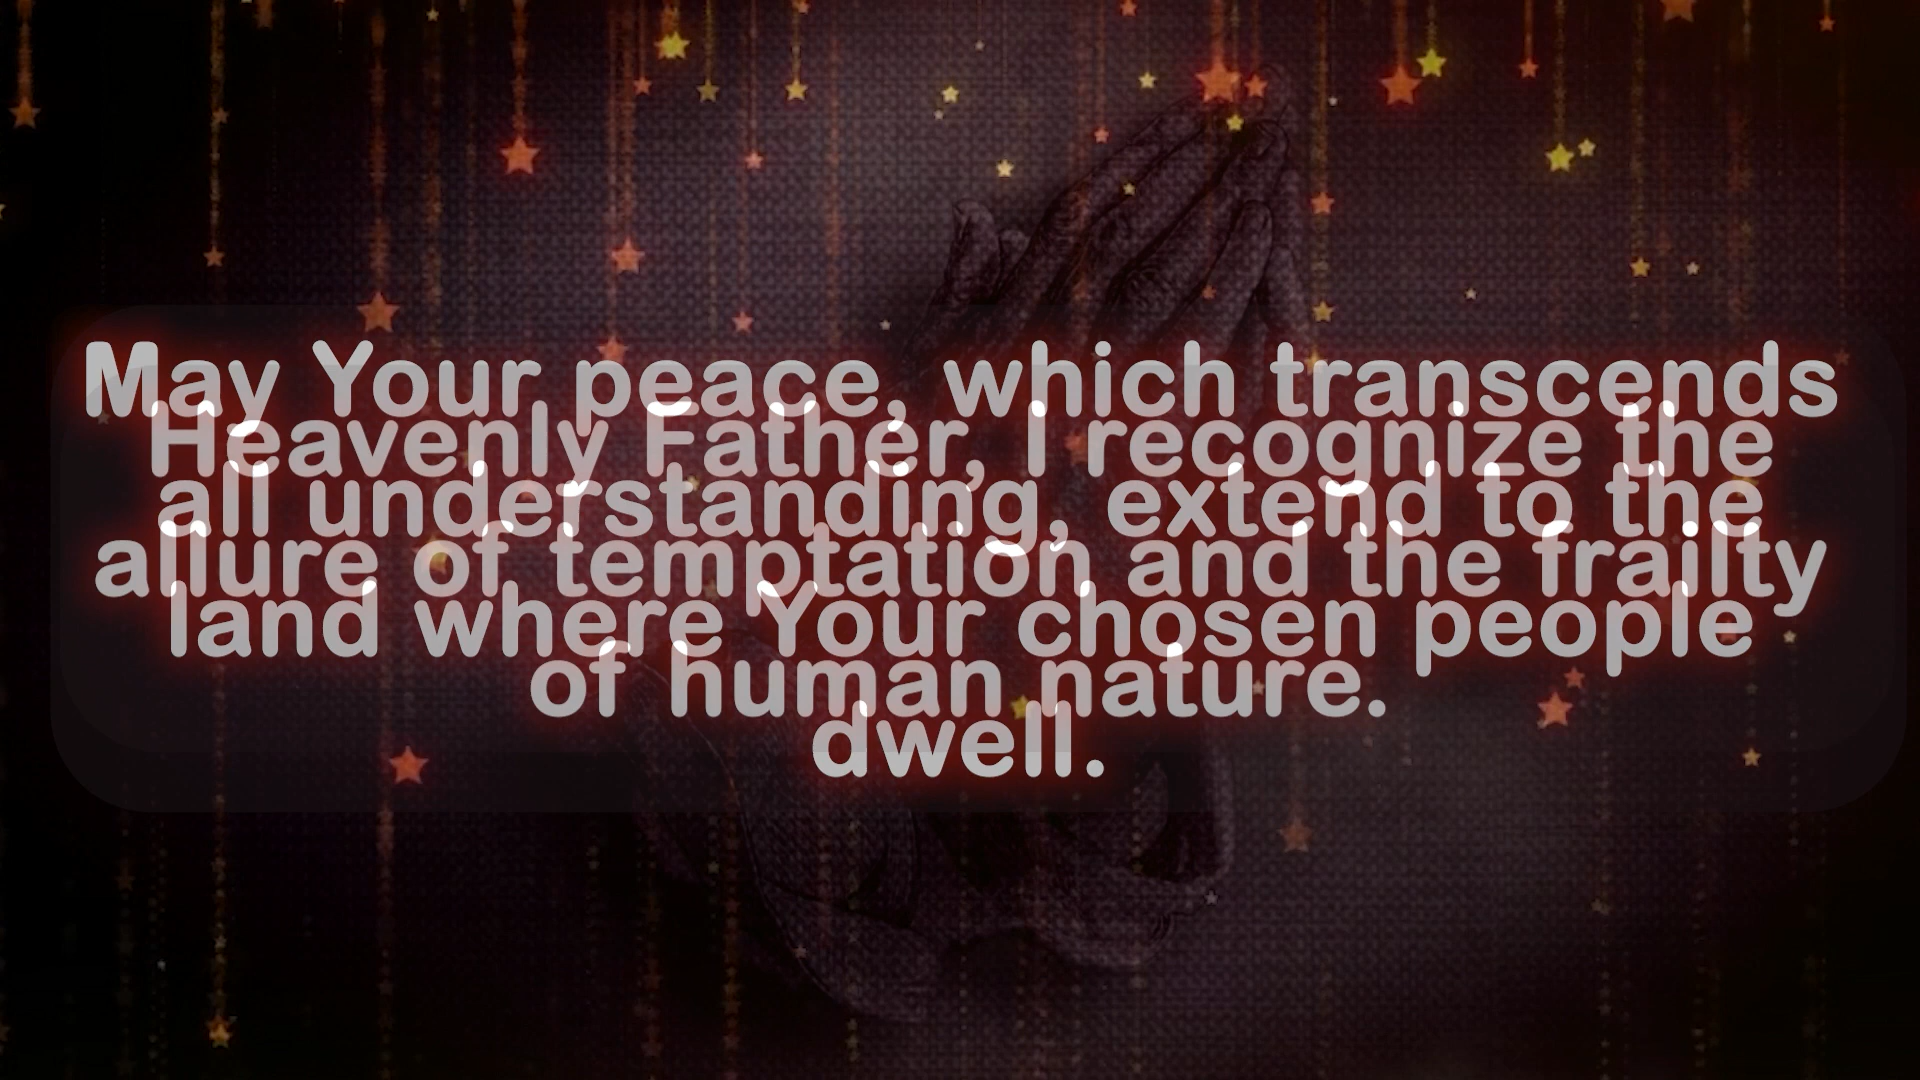 May Your peace, which transcends
Heavenly Father, I recognize the
all understanding, extend to the
allure of temptation and the frailty
land where Your chosen people
of human nature.
dwell.